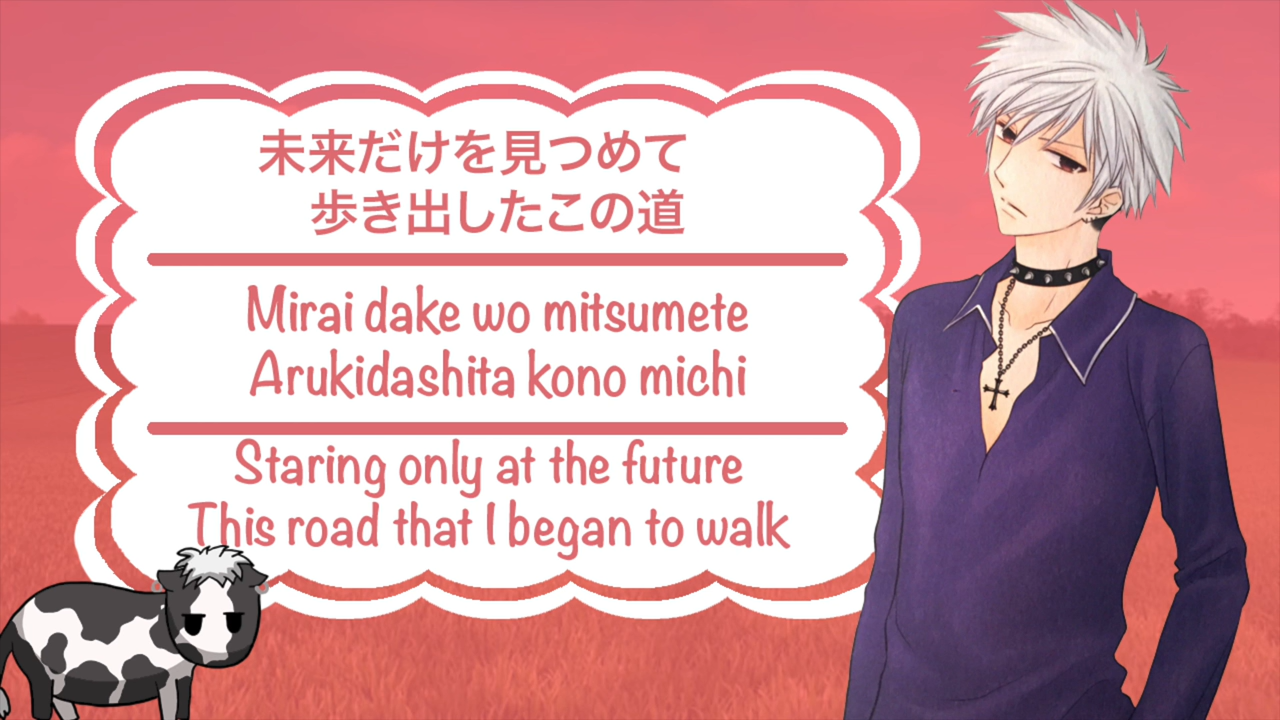 未来だけを見つめて
歩き出したこの道
Mirai dake wo mitsumete
Arukidashita kono michi
Staring only at the future
This road that I began to walk